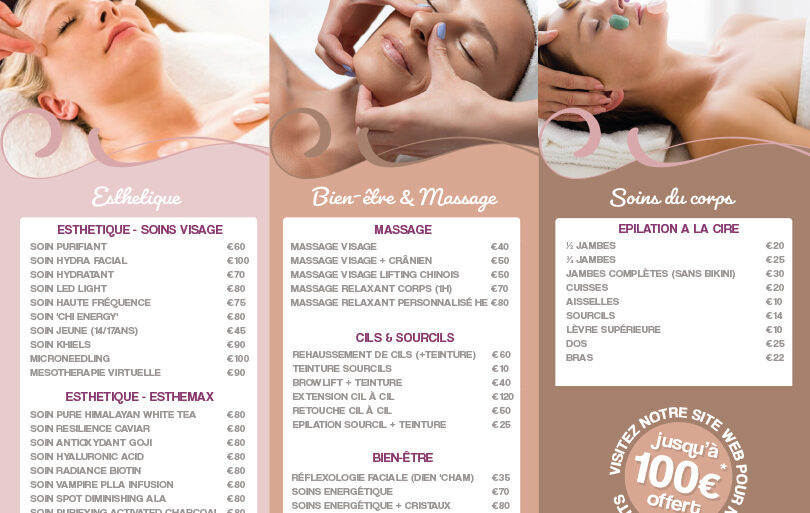 Esthetique
ESTHETIQUE - SOINS VISAGE
SOIN PURIFIANT €60
SOIN HYDRA FACIAL €100
SOIN HYDRATANT €70
SOIN LED LIGHT €80
SOIN HAUTE FRÉQUENCE €75
SOIN 'CHI ENERGY' €80
SOIN JEUNE (14/17ANS) €45
SOIN KHIELS €90
MICRONEEDLING €100
MESOTHERAPIE VIRTUELLE €90
ESTHETIQUE - ESTHEMAX
SOIN PURE HIMALAYAN WHITE TEA €80
SOIN RESILIENCE CAVIAR €80
SOIN ANTIOXYDANT GOJI €80
SOIN HYALURONIC ACID €80
SOIN RADIANCE BIOTIN €80
SOIN VAMPIRE PLLA INFUSION €80
SOIN SPOT DIMINISHING ALA €80
SOIN PURIFYING ACTIVATED CHARCOAL €80
Bien-être & Massage
MASSAGE
MASSAGE VISAGE €40
MASSAGE VISAGE + CRÂNIEN €50
MASSAGE VISAGE LIFTING CHINOIS €50
MASSAGE RELAXANT CORPS (1H) €70
MASSAGE RELAXANT PERSONNALISÉ HE €80
CILS & SOURCILS
REHAUSSEMENT DE CILS (+TEINTURE) €60
TEINTURE SOURCILS €10
BROWLIFT + TEINTURE €40
EXTENSION CIL À CIL €120
RETOUCHE CIL À CIL €50
EPILATION SOURCIL + TEINTURE €25
BIEN-ÊTRE
RÉFLEXOLOGIE FACIALE (DIEN 'CHAM) €35
SOINS ENERGÉTIQUE €70
SOINS ENERGÉTIQUE + CRISTAUX €80
Soins du corps
EPILATION A LA CIRE
½ JAMBES €20
¾ JAMBES €25
JAMBES COMPLÈTES (SANS BIKINI) €30
CUISSES €20
AISSELLES €10
SOURCILS €14
LÈVRE SUPÉRIEURE €10
DOS €25
BRAS €22
VISITEZ NOTRE SITE WEB POUR
jusqu'à
100€*
offert